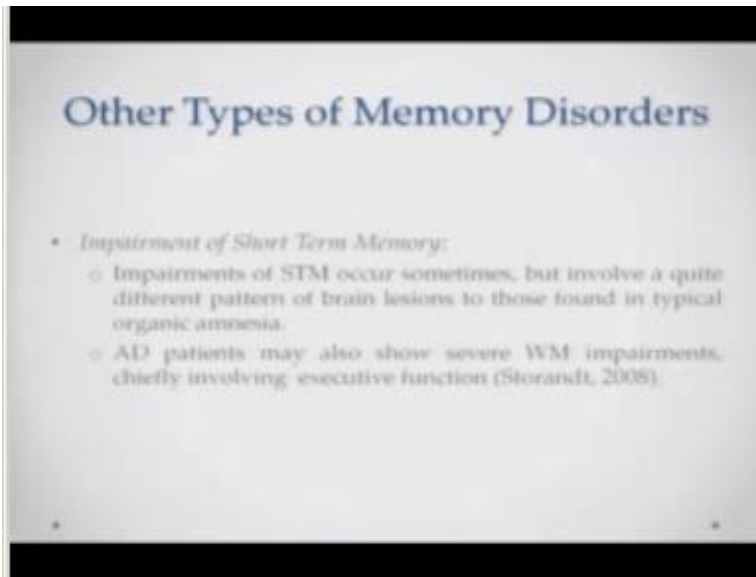 Other Types of Memory Disorders
• Impairment of Short Term Memory:
o Impairments of STM occur sometimes, but involve a quite
different pattern of brain lesions to those found in typical
organic amnesia.
o AD patients may also show severe WM impairments,
chiefly involving executive function (Storandt, 2008).